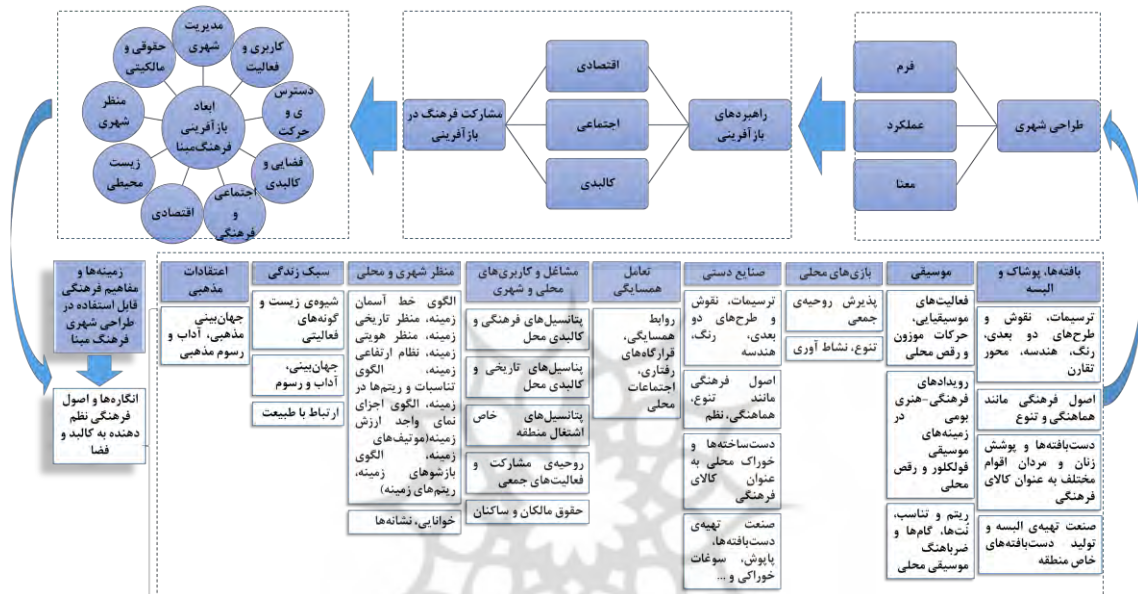 طراحی شهری
فرم
عملکرد
معنا
راهبردهای
بازآفرینی
اقتصادی
اجتماعی
کالبدی
مشارکت فرهنگ در
بازآفرینی
ابعاد
بازآفرینی
فرهنگ‌مبنا
مدیریت
شهری
کاربری و
فعالیت
دسترس
ی و
حرکت
فضایی و
کالبدی
اجتماعی
و
فرهنگی
اقتصادی
زیست
محیطی
منظر
شهری
حقوقی و
مالکیتی
بافته‌ها، پوشاک و
البسه
ترسیمات، نقوش و
طرح‌های دو بعدی،
رنگ، هندسه، محور
تقارن
اصول فرهنگی مانند
هماهنگی و تنوع
دست‌بافته‌ها و پوشش
زنان و مردان اقوام
مختلف به عنوان کالای
فرهنگی
صنعت تهیه‌ی البسه و
تولید دست‌بافته‌های
خاص منطقه
موسیقی
فعالیت‌های
موسیقیایی،
حرکات موزون
و رقص محلی
رویدادهای
فرهنگی-هنری
بومی در
زمینه‌های
موسیقی
فولکلور و رقص
محلی
ریتم و تناسب،
نُت‌ها، گام‌ها و
ضرباهنگ
موسیقی محلی
بازی‌های محلی
پذیرش روحیه‌ی
جمعی
تنوع، نشاط آوری
صنایع دستی
ترسیمات، نقوش
و طرح‌های دو
بعدی، رنگ،
هندسه
اصول فرهنگی
مانند تنوع،
هماهنگی، نظم
دست‌ساخته‌ها و
خوراک محلی به
عنوان کالای
فرهنگی
صنعت تهیه‌ی
دست‌بافته‌ها،
پاپوش، سوغات
خوراکی و ...
تعامل
همسایگی
روابط
همسایگی،
قرارگاه‌های
رفتاری،
اجتماعات
محلی
مشاغل و کاربری‌های
محلی و شهری
پتانسیل‌های فرهنگی و
کالبدی محل
پناسیل‌های تاریخی و
کالبدی محل
پتانسیل‌های خاص
اشتغال منطقه
روحیه‌ی مشارکت و
فعالیت‌های جمعی
حقوق مالکان و ساکنان
منظر شهری و محلی
الگوی خط آسمان
زمینه، منظر تاریخی
زمینه، منظر هویتی
زمینه، نظام ارتفاعی
زمینه، الگوی
تناسبات و ریتم‌ها در
زمینه، الگوی اجزای
نمای واجد ارزش
زمینه(موتیف‌های
زمینه، الگوی
بازشوهای زمینه،
ریتم‌های زمینه)
خوانایی، نشانه‌ها
سبک زندگی
شیوه‌ی زیست و
گونه‌های
فعالیتی
جهان‌بینی،
آداب و رسوم
ارتباط با طبیعت
اعتقادات
مذهبی
جهان‌بینی
مذهبی، آداب و
رسوم مذهبی
زمینه‌ها و
مفاهیم فرهنگی
قابل استفاده در
طراحی شهری
فرهنگ مبنا
انگاره‌ها و اصول
فرهنگی نظم
دهنده به کالبد و
فضا